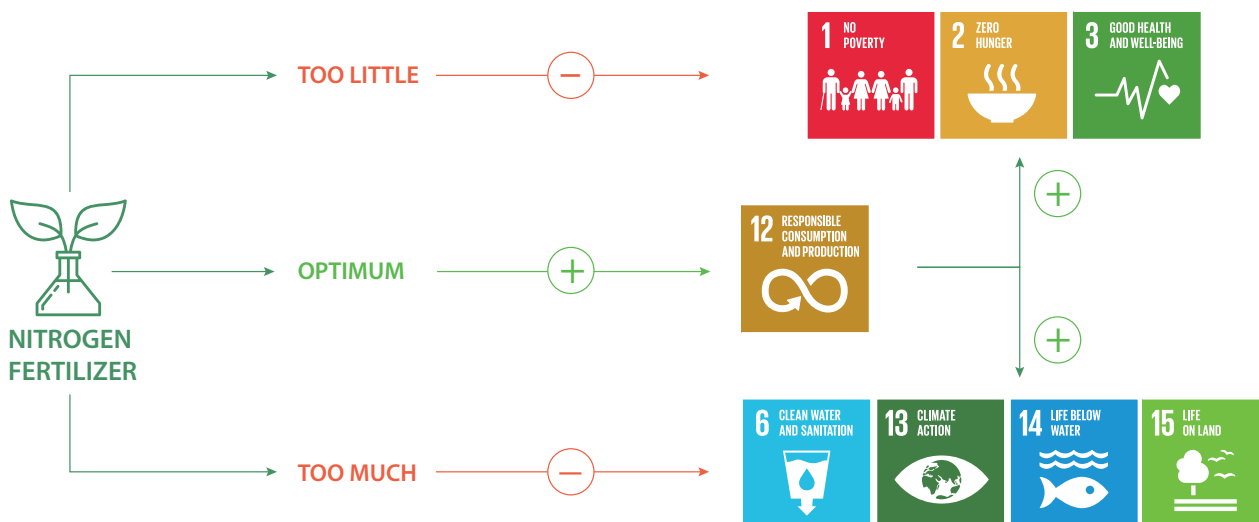 TOO LITTLE
1 NO
POVERTY
2 ZERO
HUNGER
3 GOOD HEALTH
AND WELL-BEING
NITROGEN
FERTILIZER
OPTIMUM
12 RESPONSIBLE
CONSUMPTION
AND PRODUCTION
TOO MUCH
6 CLEAN WATER
AND SANITATION
13 CLIMATE
ACTION
14 LIFE BELOW
WATER
15 LIFE
ON LAND